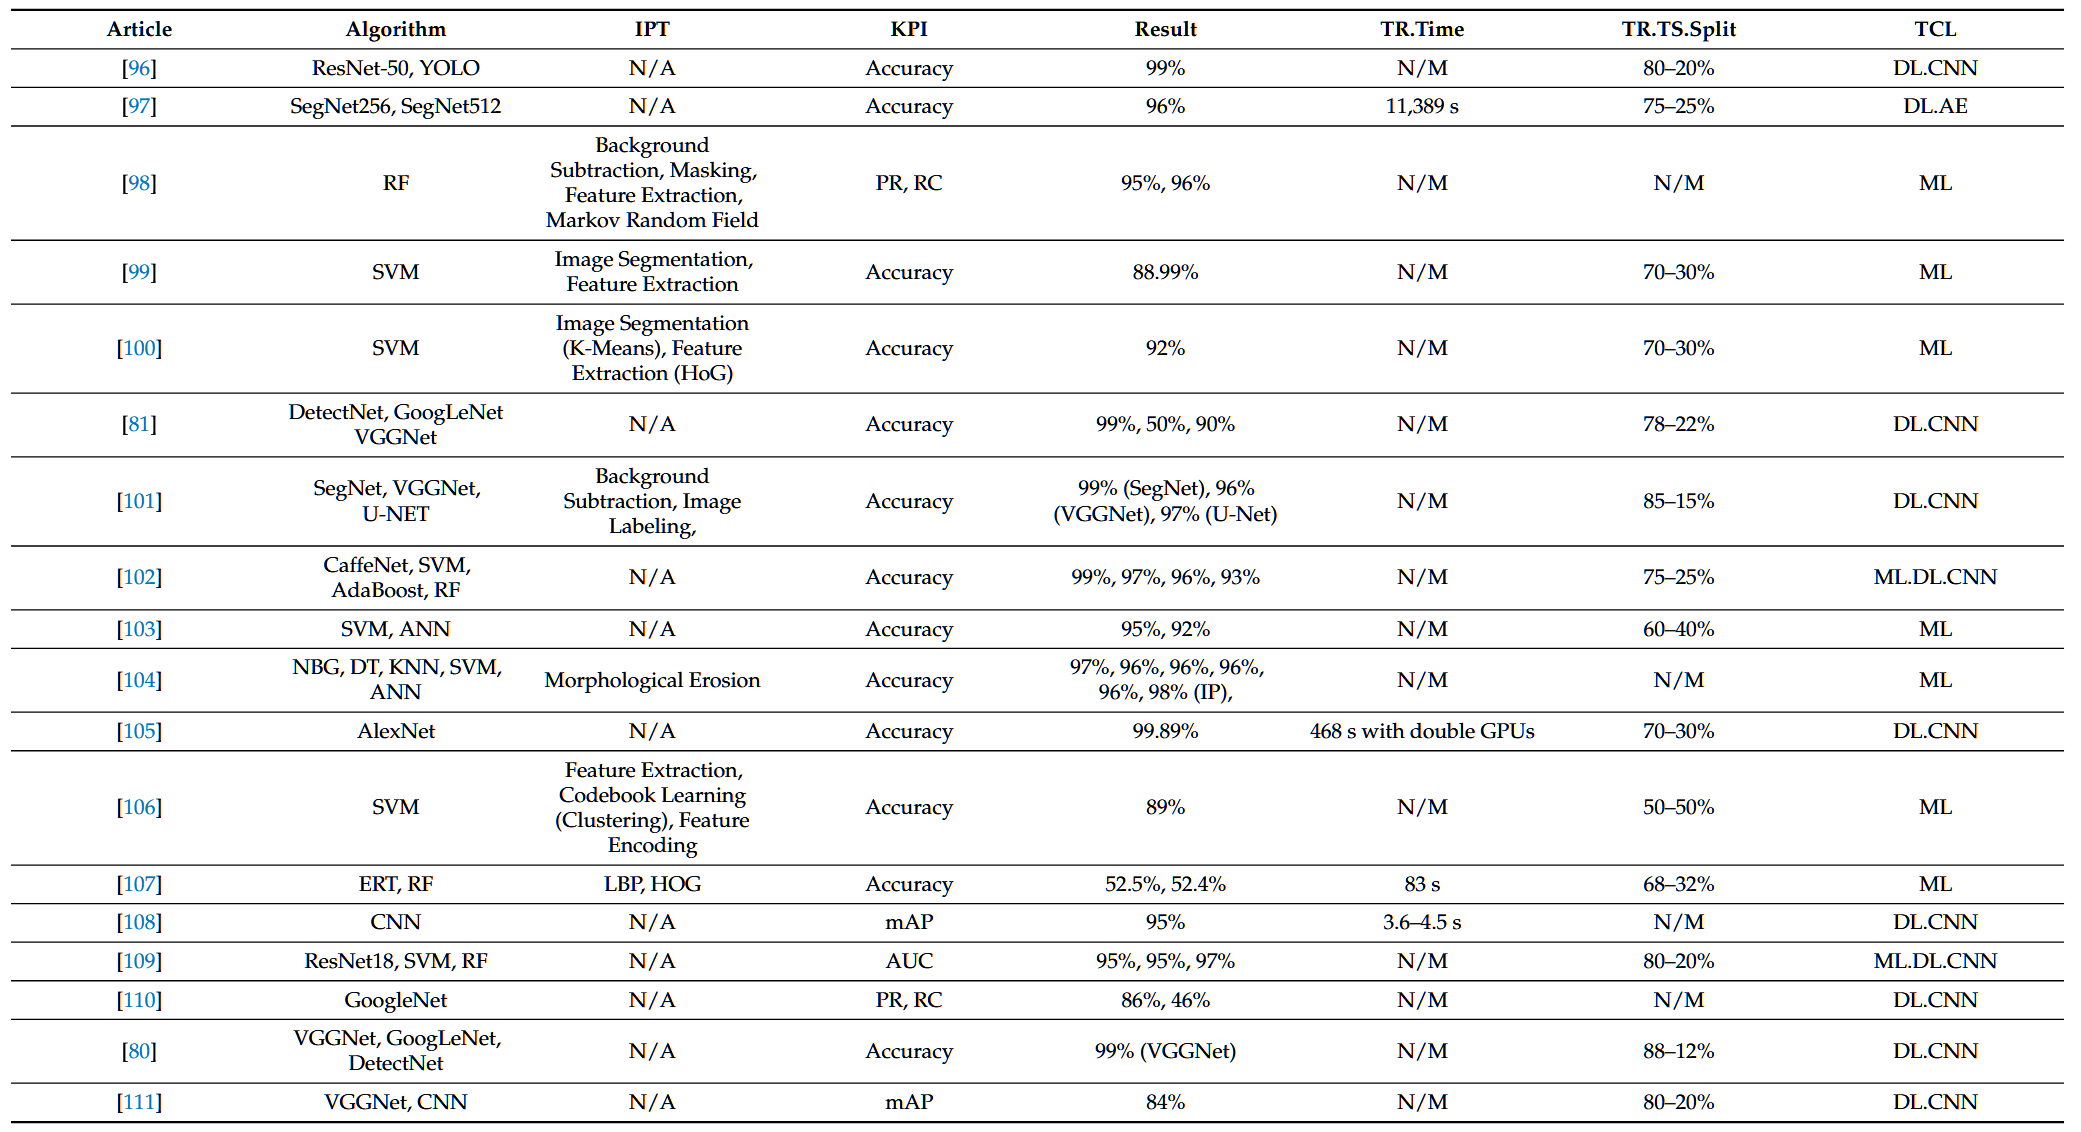 Article Algorithm IPT KPI Result TR.Time TR.TS.Split TCL
[96] ResNet-50, YOLO N/A Accuracy 99% N/M 80–20% DL.CNN
[97] SegNet256, SegNet512 N/A Accuracy 96% 11,389 s 75–25% DL.AE
Background
Subtraction, Masking,
[98] RF Feature Extraction, PR, RC 95%, 96% N/M N/M ML
Markov Random Field
Image Segmentation,
[99] SVM Feature Extraction Accuracy 88.99% N/M 70–30% ML
Image Segmentation
[100] SVM (K-Means), Feature Accuracy 92% N/M 70–30% ML
Extraction (HoG)
DetectNet, GoogLeNet
[81] VGGNet N/A Accuracy 99%, 50%, 90% N/M 78–22% DL.CNN
Background
SegNet, VGGNet, 99% (SegNet), 96%
[101] U-NET Subtraction, Image Accuracy (VGGNet), 97% (U-Net) N/M 85–15% DL.CNN
Labeling,
CaffeNet, SVM,
[102] AdaBoost, RF N/A Accuracy 99%, 97%, 96%, 93% N/M 75–25% ML.DL.CNN
[103] SVM, ANN N/A Accuracy 95%, 92% N/M 60–40% ML
NBG, DT, KNN, SVM, 97%, 96%, 96%, 96%,
[104] ANN Morphological Erosion Accuracy 96%, 98% (IP), N/M N/M ML
[105] AlexNet N/A Accuracy 99.89% 468 s with double GPUs 70–30% DL.CNN
Feature Extraction,
Codebook Learning
[106] SVM (Clustering), Feature Accuracy 89% N/M 50–50% ML
Encoding
[107] ERT, RF LBP, HOG Accuracy 52.5%, 52.4% 83 s 68–32% ML
[108] CNN N/A mAP 95% 3.6–4.5 s N/M DL.CNN
[109] ResNet18, SVM, RF N/A AUC 95%, 95%, 97% N/M 80–20% ML.DL.CNN
[110] GoogleNet N/A PR, RC 86%, 46% N/M N/M DL.CNN
VGGNet, GoogLeNet,
[80] DetectNet N/A Accuracy 99% (VGGNet) N/M 88–12% DL.CNN
[111] VGGNet, CNN N/A mAP 84% N/M 80–20% DL.CNN